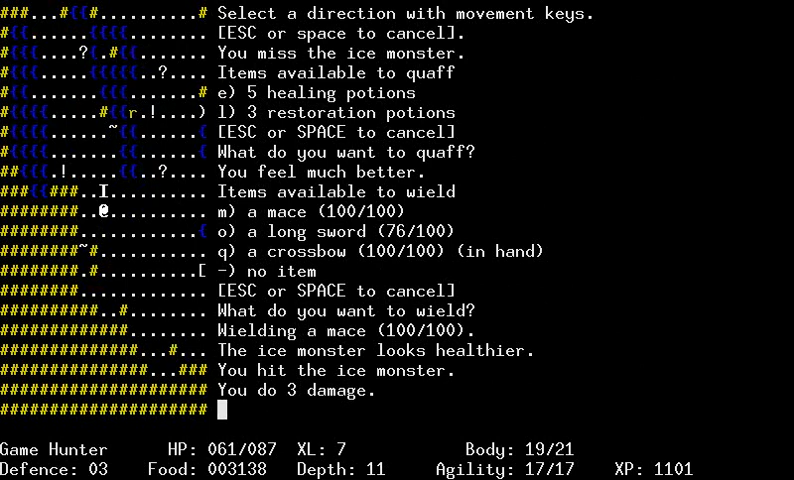 ###...#{{#..........# Select a direction with movement keys.
#{{......{{{{........ [ESC or space to cancel].
#{{{....?{.#{{....... You miss the ice monster.
#{{{.....{{{{{..?.... Items available to quaff
#{{.......{{{.......# e) 5 healing potions
#{{{{.....#{{r.!....) l) 3 restoration potions
#{{{{......~{{......{ [ESC or SPACE to cancel]
#{{{{.......{{......{ What do you want to quaff?
##{{{.!.....{{..?.... You feel much better.
###{{###..I.......... Items available to wield
########..@.......... m) a mace (100/100)
########............{ o) a long sword (76/100)
########~#........... q) a crossbow (100/100) (in hand)
########.#..........[ -) no item
########............. [ESC or SPACE to cancel]
##########..#........ What do you want to wield?
#############........ Wielding a mace (100/100).
##############...#... The ice monster looks healthier.
###############...### You hit the ice monster.
##################### You do 3 damage.
#####################
Game Hunter HP: 061/087 XL: 7 Body: 19/21
Defence: 03 Food: 003138 Depth: 11 Agility: 17/17 XP: 1101